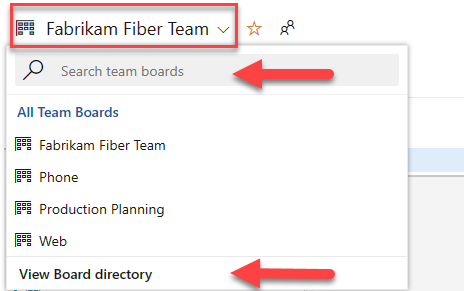 Fabrikam Fiber Team
Search team boards
All Team Boards
Fabrikam Fiber Team
Phone
Production Planning
Web
View Board directory